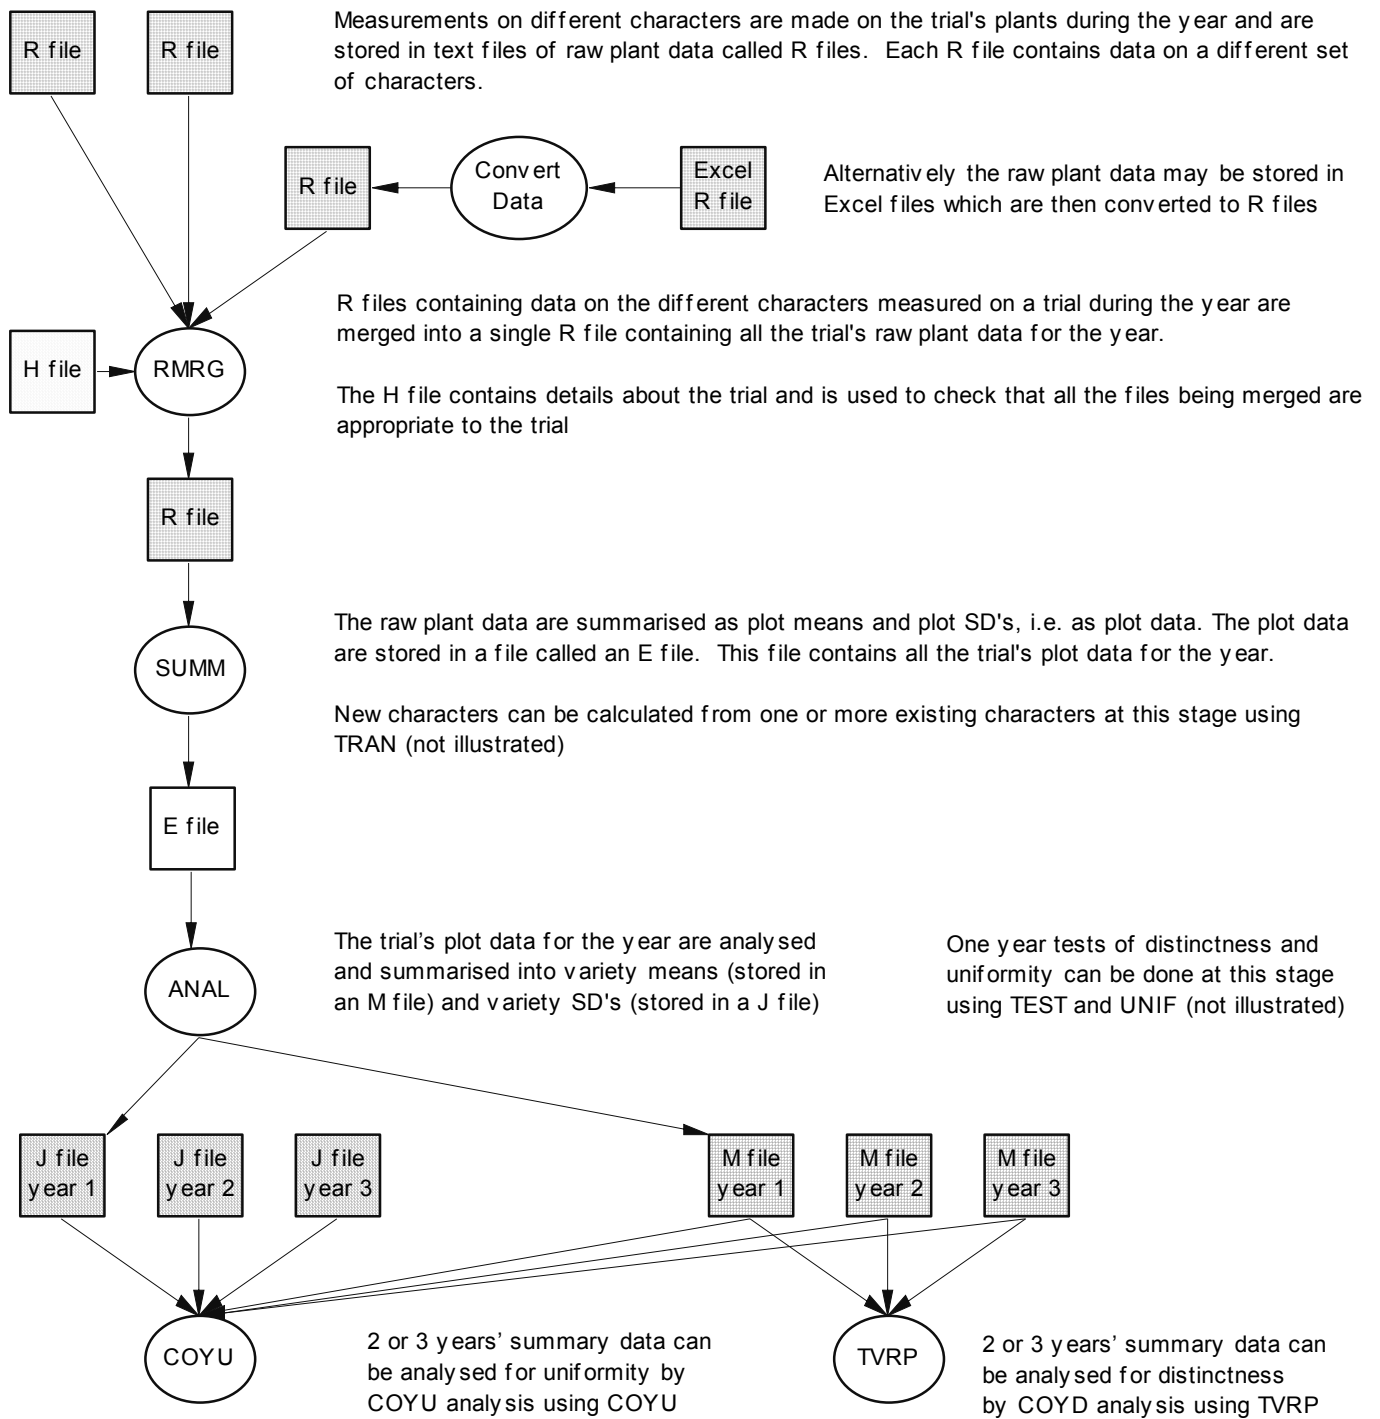 R file
R file
Measurements on different characters are made on the trial's plants during the year and are
stored in text files of raw plant data called R files.  Each R file contains data on a different set
of characters.
R file
Convert
Data
Excel
R file
Alternatively the raw plant data may be stored in
Excel files which are then converted to R files
R files containing data on the different characters measured on a trial during the year are
merged into a single R file containing all the trial's raw plant data for the year.
H file
RMRG
The H file contains details about the trial and is used to check that all the files being merged are
appropriate to the trial
R file
The raw plant data are summarised as plot means and plot SD's, i.e. as plot data. The plot data
are stored in a file called an E file.  This file contains all the trial's plot data for the year.
SUMM
New characters can be calculated from one or more existing characters at this stage using
TRAN (not illustrated)
E file
The trial’s plot data for the year are analysed
and summarised into variety means (stored in
an M file) and variety SD's (stored in a J file)
ANAL
One year tests of distinctness and
uniformity can be done at this stage
using TEST and UNIF (not illustrated)
J file
year 1
J file
year 2
J file
year 3
M file
year 1
M file
year 2
M file
year 3
COYU
2 or 3 years’ summary data can
be analysed for uniformity by
COYU analysis using COYU
TVRP
2 or 3 years’ summary data can
be analysed for distinctness
by COYD analysis using TVRP